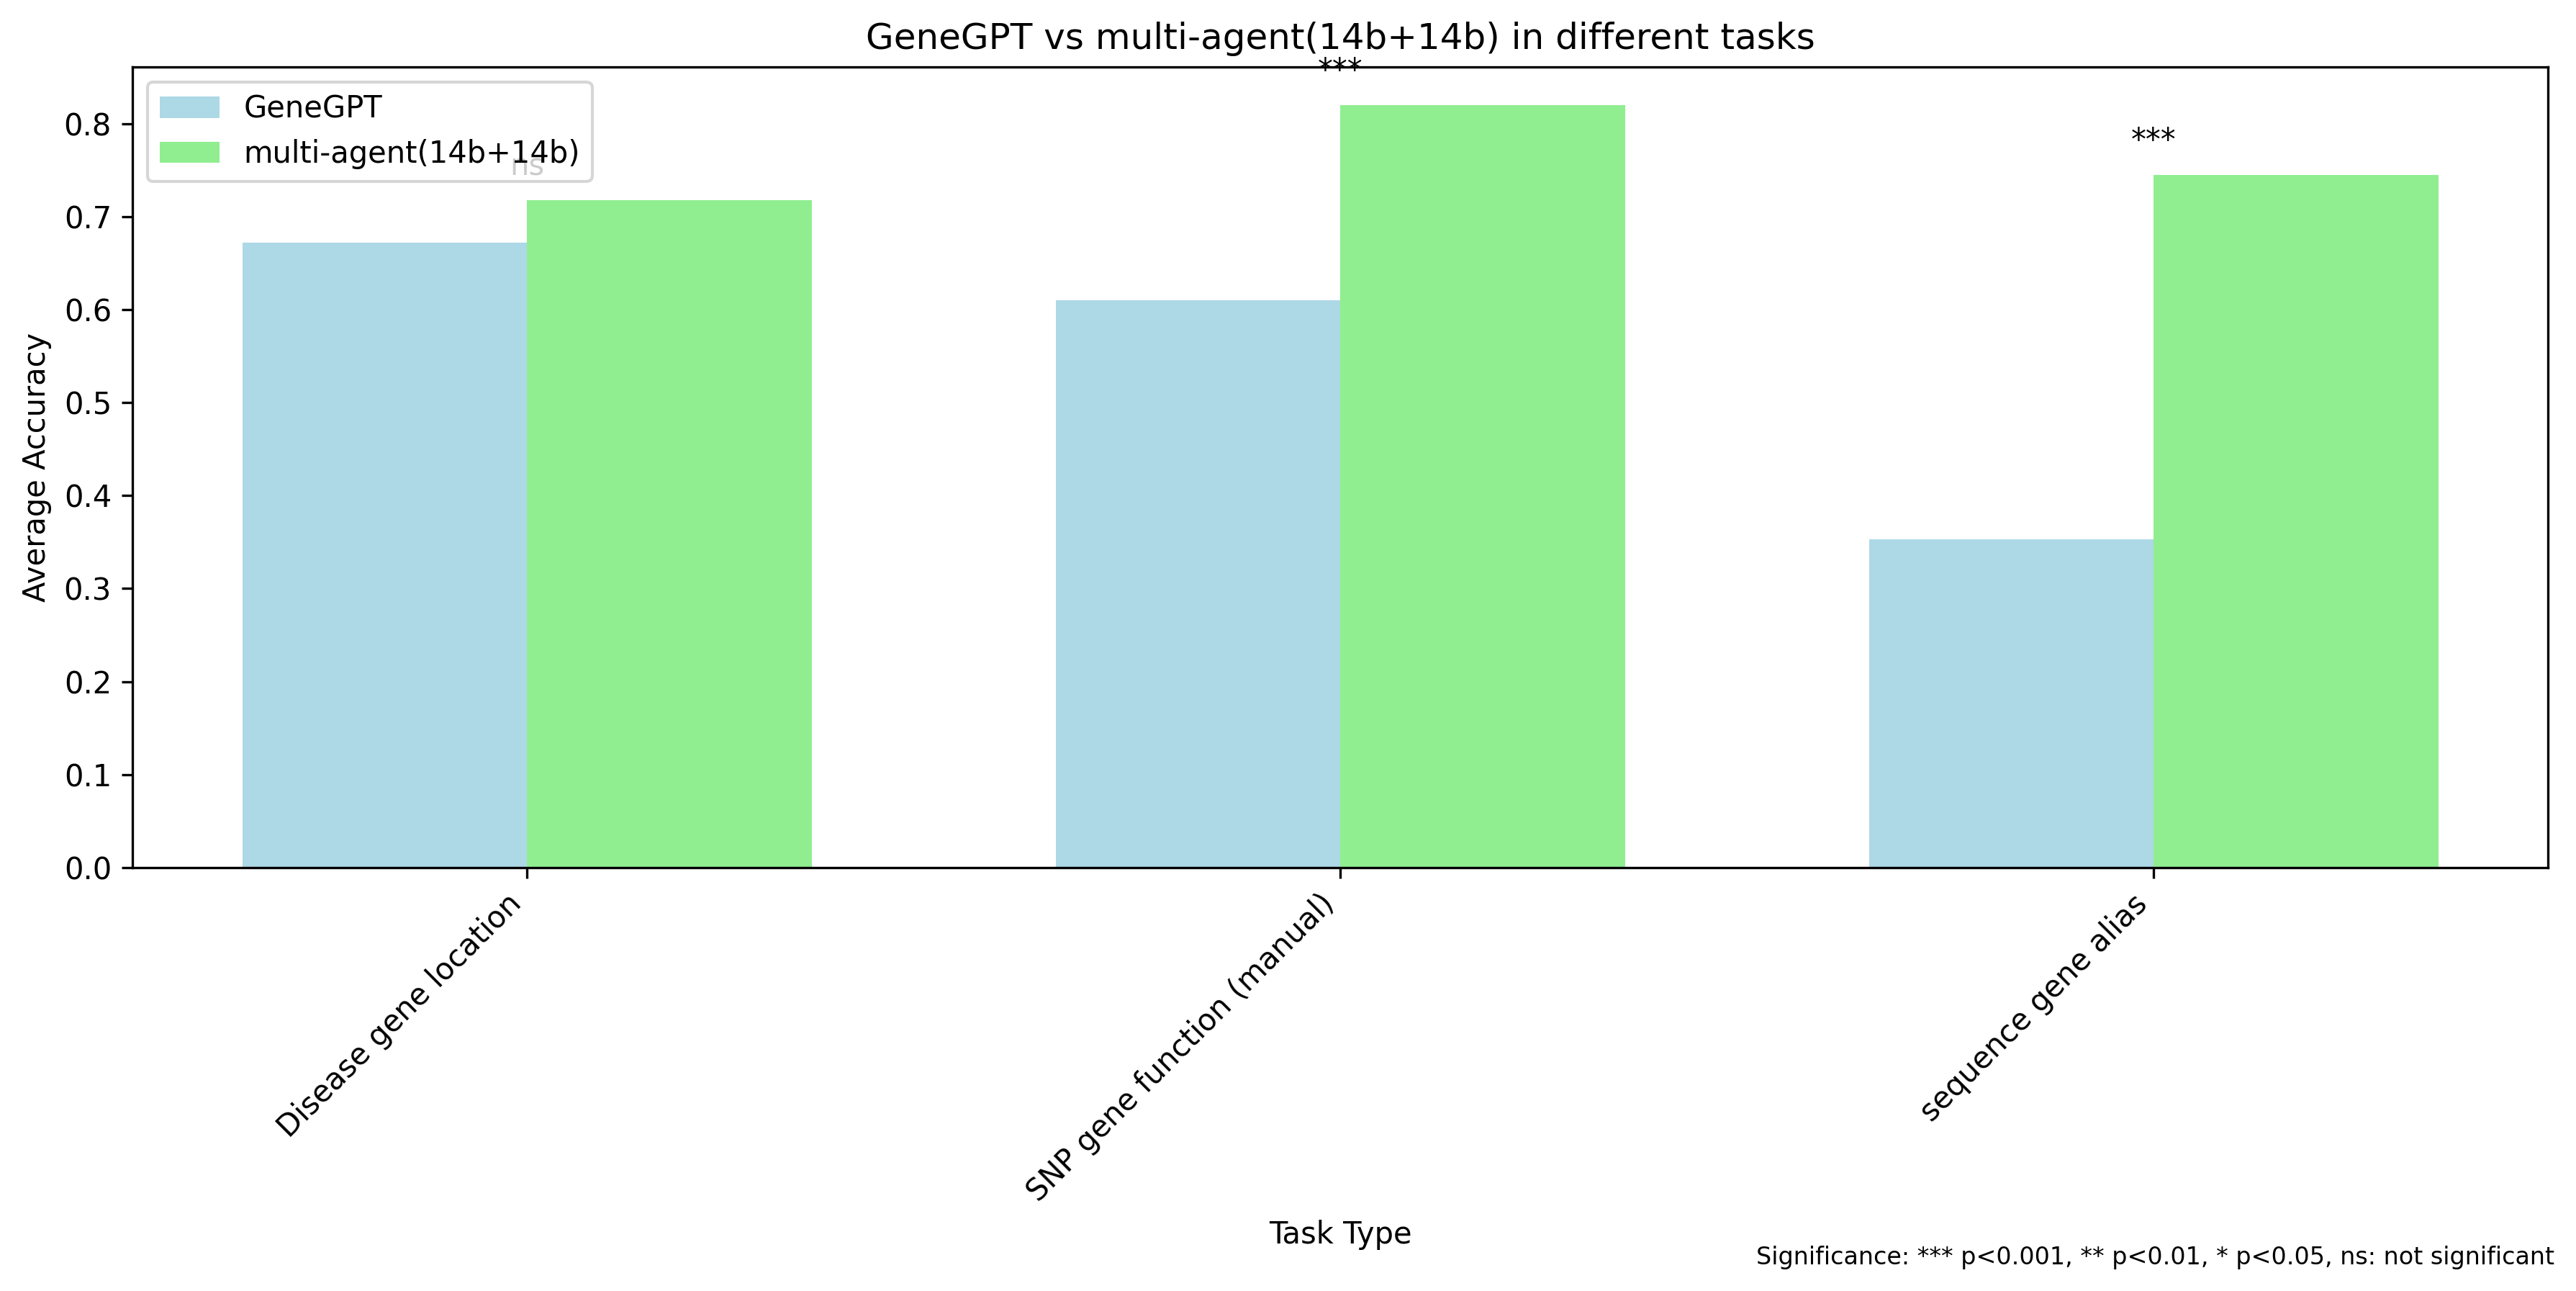 GeneGPT vs multi-agent(14b+14b) in different tasks
***
GeneGPT
multi-agent(14b+14b)
ns
***
Average Accuracy
0.8
0.7
0.6
0.5
0.4
0.3
0.2
0.1
0.0
Disease gene location
SNP gene function (manual)
sequence gene alias
Task Type
Significance: *** p<0.001, ** p<0.01, * p<0.05, ns: not significant